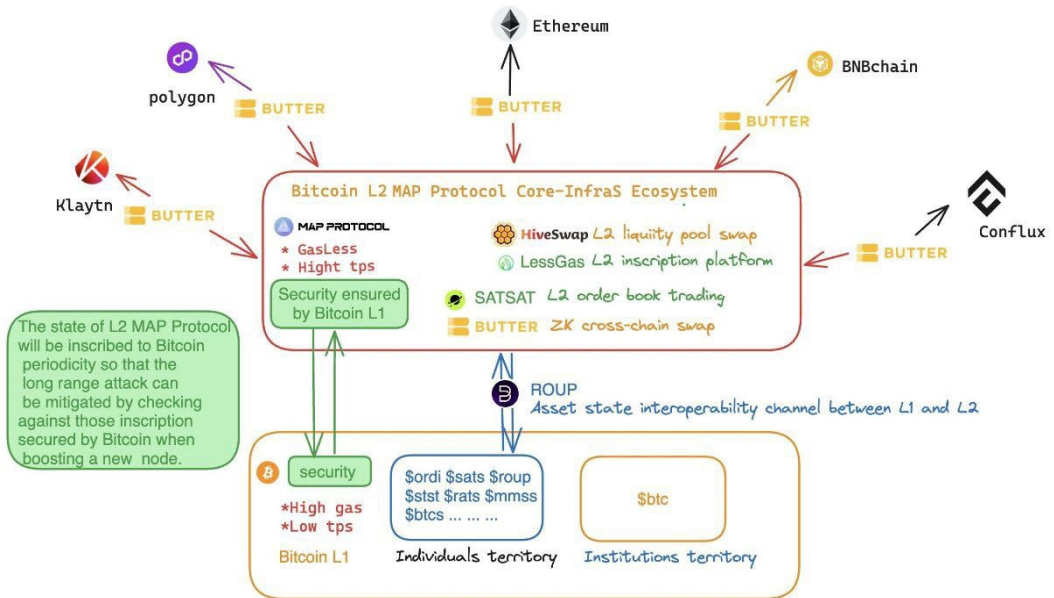 Ethereum
polygon
BUTTER
BUTTER
BNBchain
BUTTER
Klaytn
BUTTER
Conflux
BUTTER
Bitcoin L2 MAP Protocol Core-InfraS Ecosystem
MAP PROTOCOL
* GasLess
* Hight tps
Security ensured
by Bitcoin L1
HiveSwap L2 liquiity pool swap
LessGas L2 inscription platform
SATSAT L2 order book trading
BUTTER ZK cross-chain swap
The state of L2 MAP Protocol
will be inscribed to Bitcoin
periodicity so that the
long range attack can
be mitigated by checking
against those inscription
secured by Bitcoin when
boosting a new node.
ROUP
Asset state interoperability channel between L1 and L2
security
*High gas
*Low tps
Bitcoin L1
$ordi $sats $roup
$stst $rats $mmss
$btcs ... ... ...
Individuals territory
$btc
Institutions territory